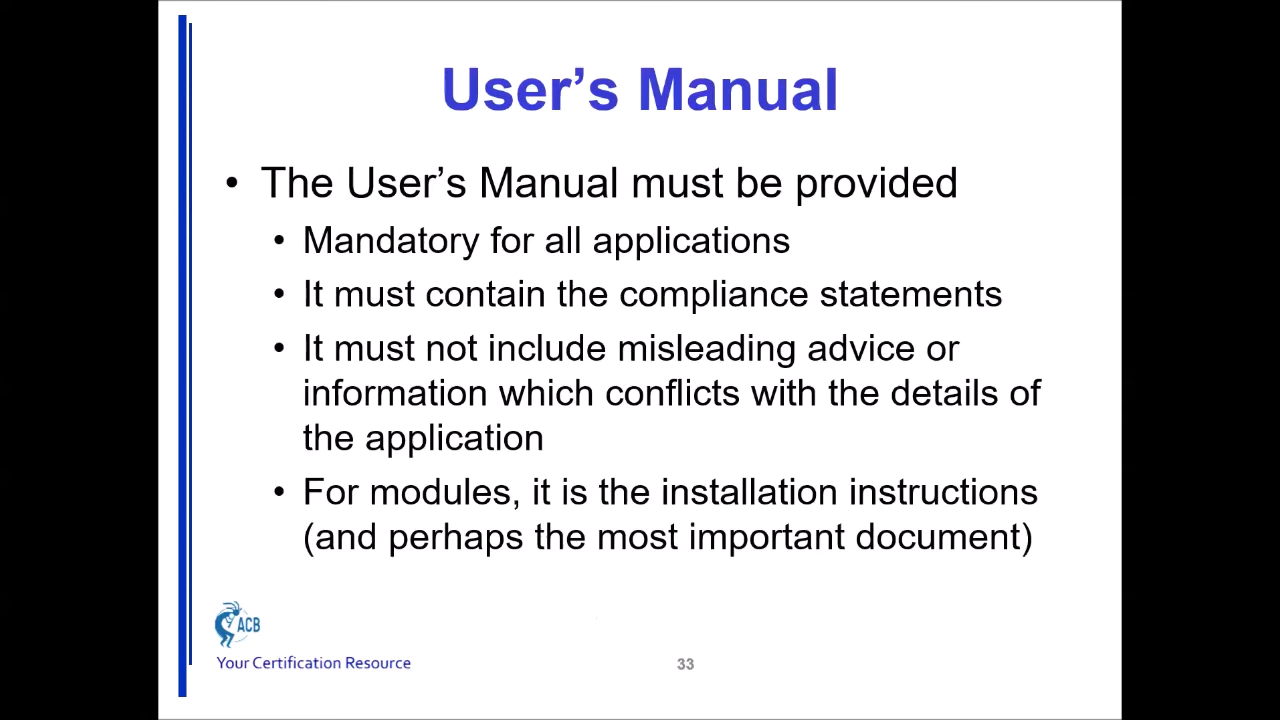 User’s Manual
• The User’s Manual must be provided
• Mandatory for all applications
• It must contain the compliance statements
• It must not include misleading advice or
information which conflicts with the details of
the application
• For modules, it is the installation instructions
(and perhaps the most important document)
ACB
Your Certification Resource
33